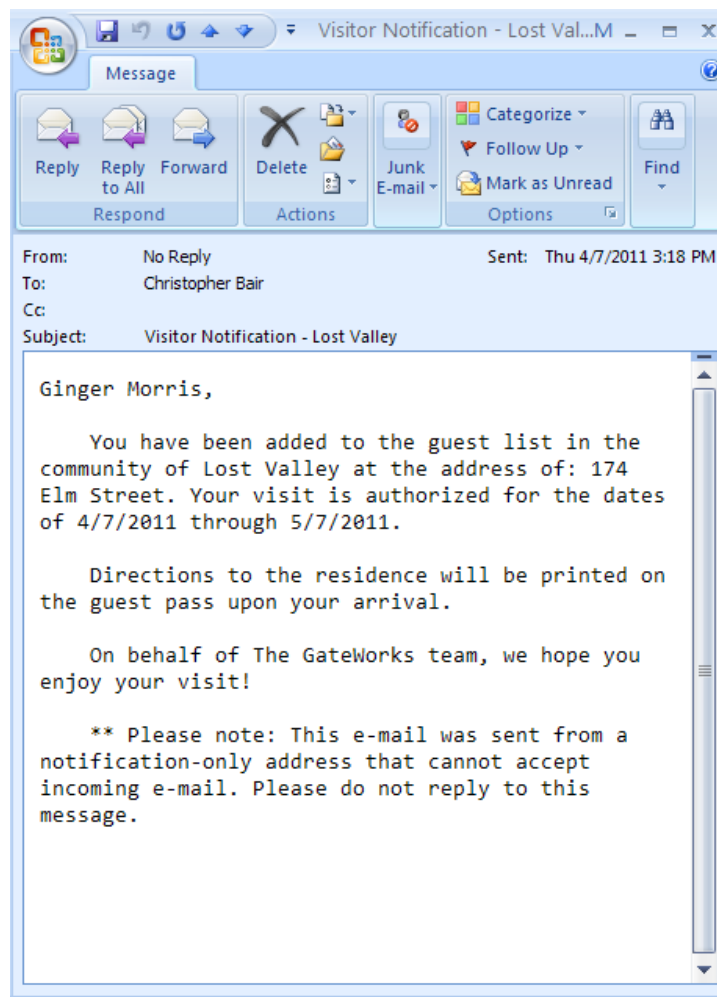 Visitor Notification - Lost Val...M
Message
Reply
Reply to All
Forward
Delete
Junk E-mail
Categorize
Follow Up
Mark as Unread
Find
Respond
Actions
Options
From: No Reply Sent: Thu 4/7/2011 3:18 PM
To: Christopher Bair
Cc:
Subject: Visitor Notification - Lost Valley
Ginger Morris,
You have been added to the guest list in the
community of Lost Valley at the address of: 174
Elm Street. Your visit is authorized for the dates
of 4/7/2011 through 5/7/2011.
Directions to the residence will be printed on
the guest pass upon your arrival.
On behalf of The GateWorks team, we hope you
enjoy your visit!
** Please note: This e-mail was sent from a
notification-only address that cannot accept
incoming e-mail. Please do not reply to this
message.